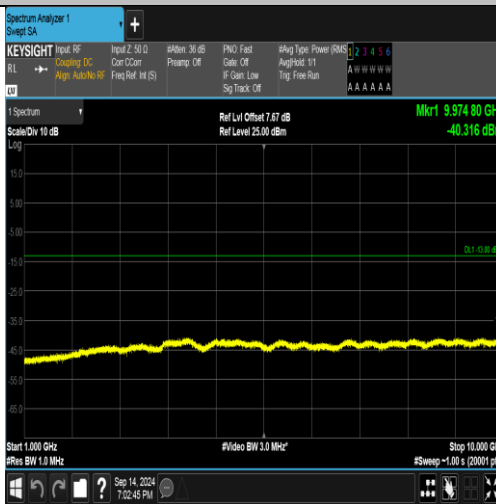 Spectrum Analyzer 1
Swept SA
KEYSIGHT Input: RF Input Z: 50 Ω #Atten: 36 dB PNO: Fast #Avg Type: Power (RMS 1 2 3 4 5 6
RL Coupling: DC Corr CCorr Preamp: Off Gate: Off Avg|Hold: 1/1 A W W W W W
Align: Auto/No RF Freq Ref: Int (S) IF Gain: Low Trig: Free Run
Sig Track: Off A A A A A A
LXI
1 Spectrum Ref Lvl Offset 7.67 dB Mkr1 9.974 80 GH
Scale/Div 10 dB Ref Level 25.00 dBm -40.316 dB
Log
15.0
5.00
-5.00
DL1 -13.00 d
-15.0
-25.0
-35.0
-45.0
-55.0
-65.0
Start 1.000 GHz #Video BW 3.0 MHz* Stop 10.000 G
#Res BW 1.0 MHz #Sweep ~1.00 s (20001 pt
? Sep 14, 2024
7:02:45 PM